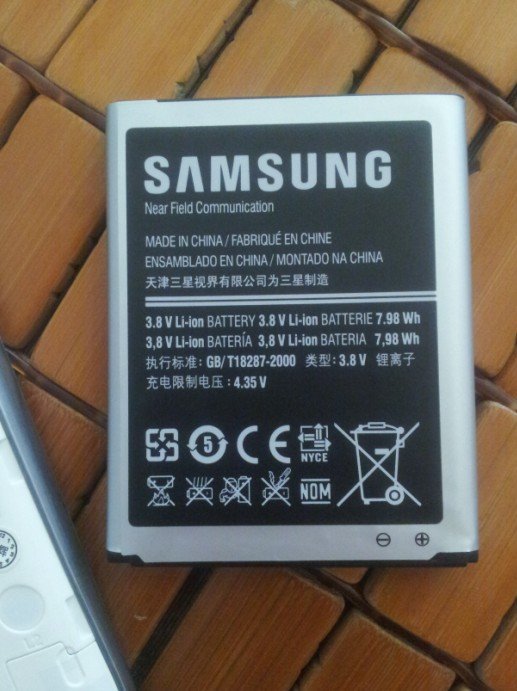 SAMSUNG
Near Field Communication
MADE IN CHINA / FABRIQUÉ EN CHINE
ENSAMBLADO EN CHINA / MONTADO NA CHINA
天津三星视界有限公司为三星制造
3.8 V Li-ion BATTERY 3.8 V Li-ion BATTERIE 7.98 Wh
3,8 V Li-ion BATERÍA 3,8 V Li-ion BATERIA 7,98 Wh
执行标准: GB/T18287-2000 类型: 3.8 V 锂离子
充电限制电压: 4.35 V
5 CE NYCE
NOM
⊖ ⊕